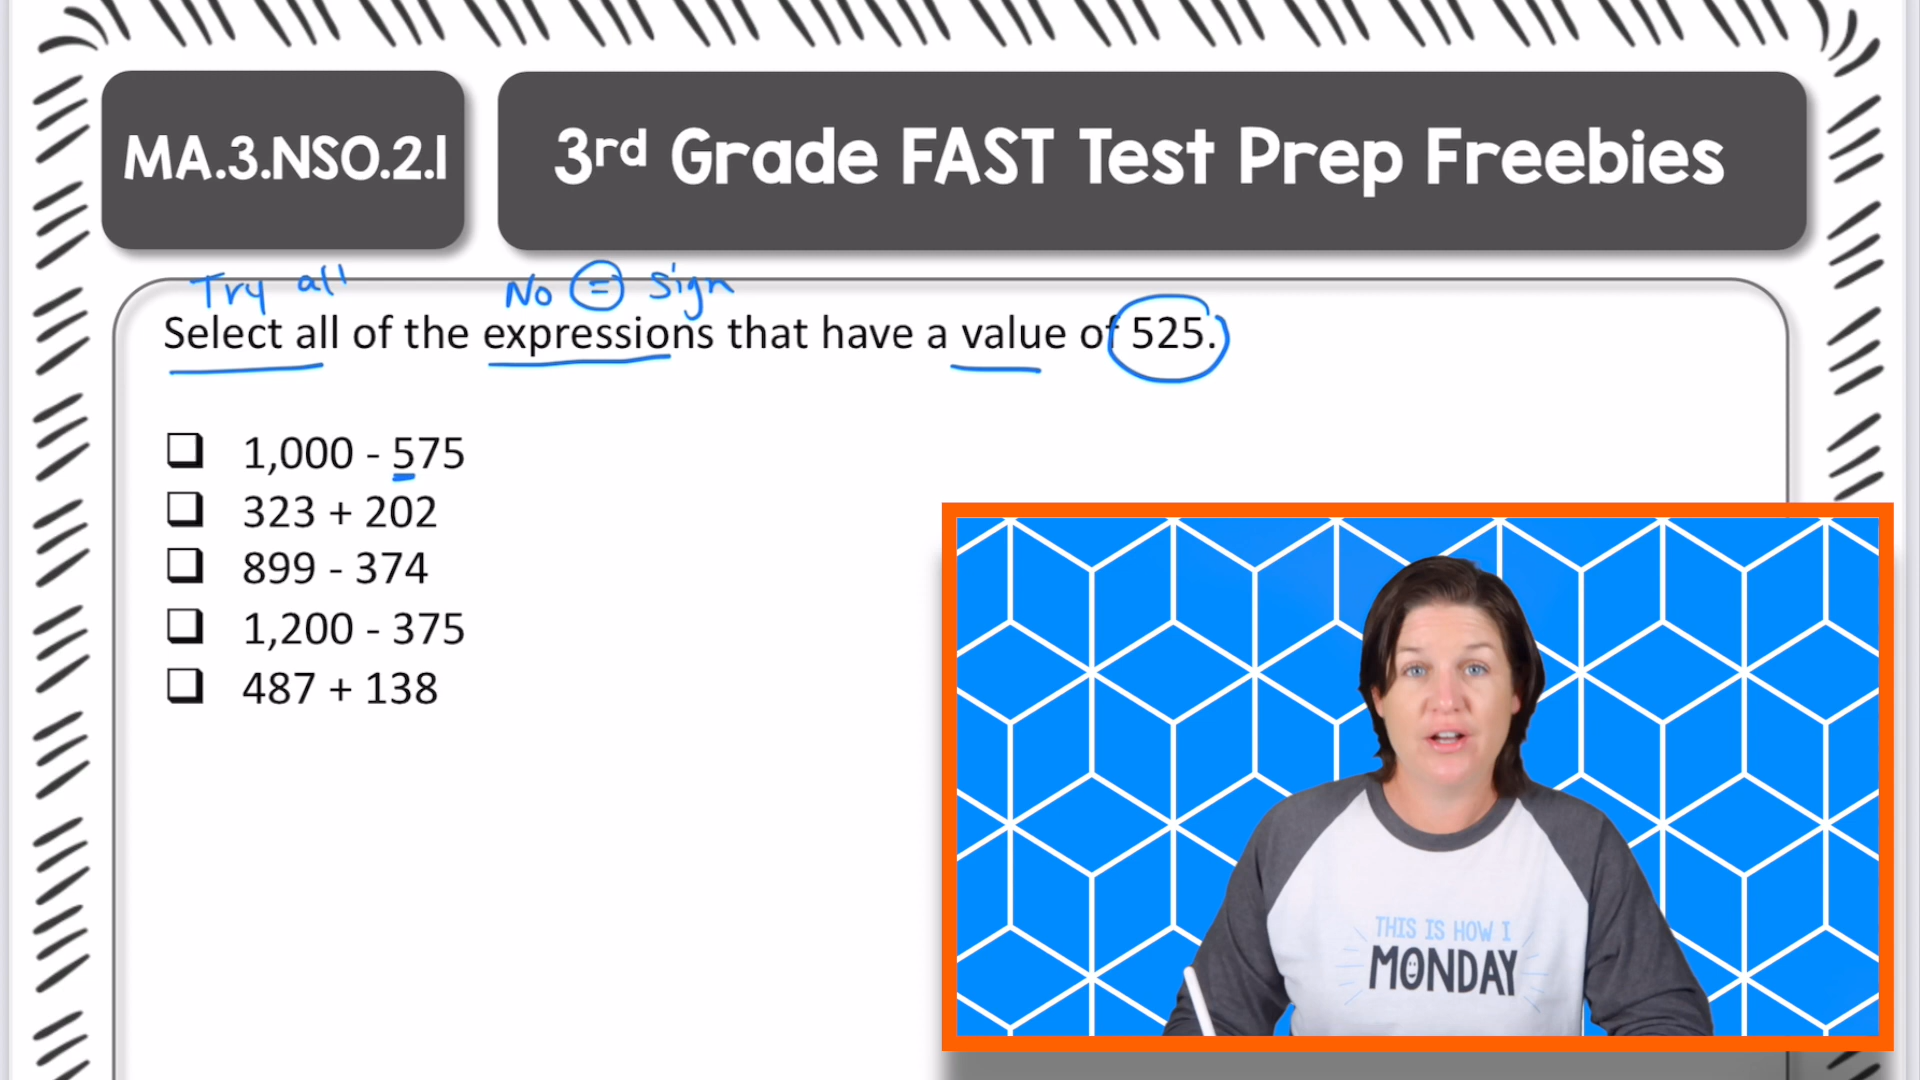 MA.3.NSO.2.1
3rd Grade FAST Test Prep Freebies
Try all
No = sign
Select all of the expressions that have a value of 525.
❑ 1,000 - 575
❑ 323 + 202
❑ 899 - 374
❑ 1,200 - 375
❑ 487 + 138
THIS IS HOW I
MONDAY